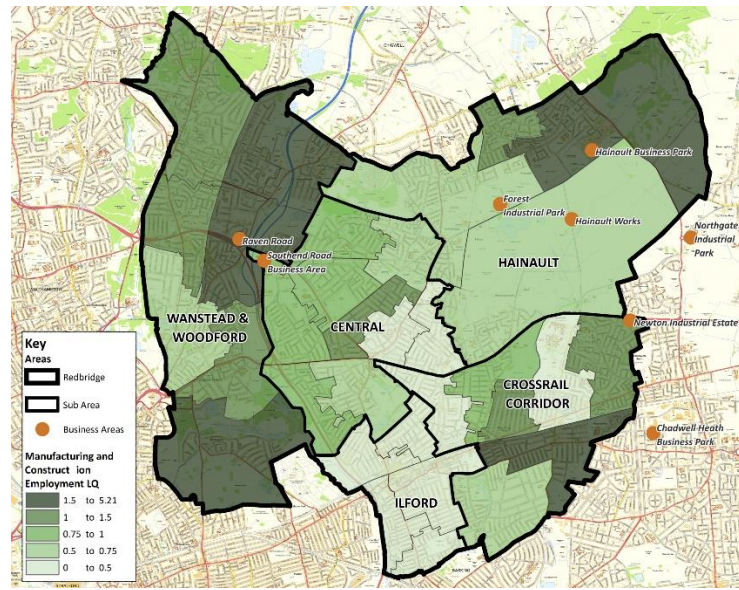 CHIGWELL
Hainault Business Park
Forest
Industrial Park
Hainault Works
Northgate
Industrial
Park
HAINAULT
Raven Road
Southend Road
Business Area
WANSTEAD &
WOODFORD
CENTRAL
Newton Industrial Estate
CROSSRAIL
CORRIDOR
Chadwell Heath
Business Park
ILFORD
Key
Areas
Redbridge
Sub Area
Business Areas
Manufacturing and
Construct ion
Employment LQ
1.5 to 5.21
1 to 1.5
0.75 to 1
0.5 to 0.75
0 to 0.5